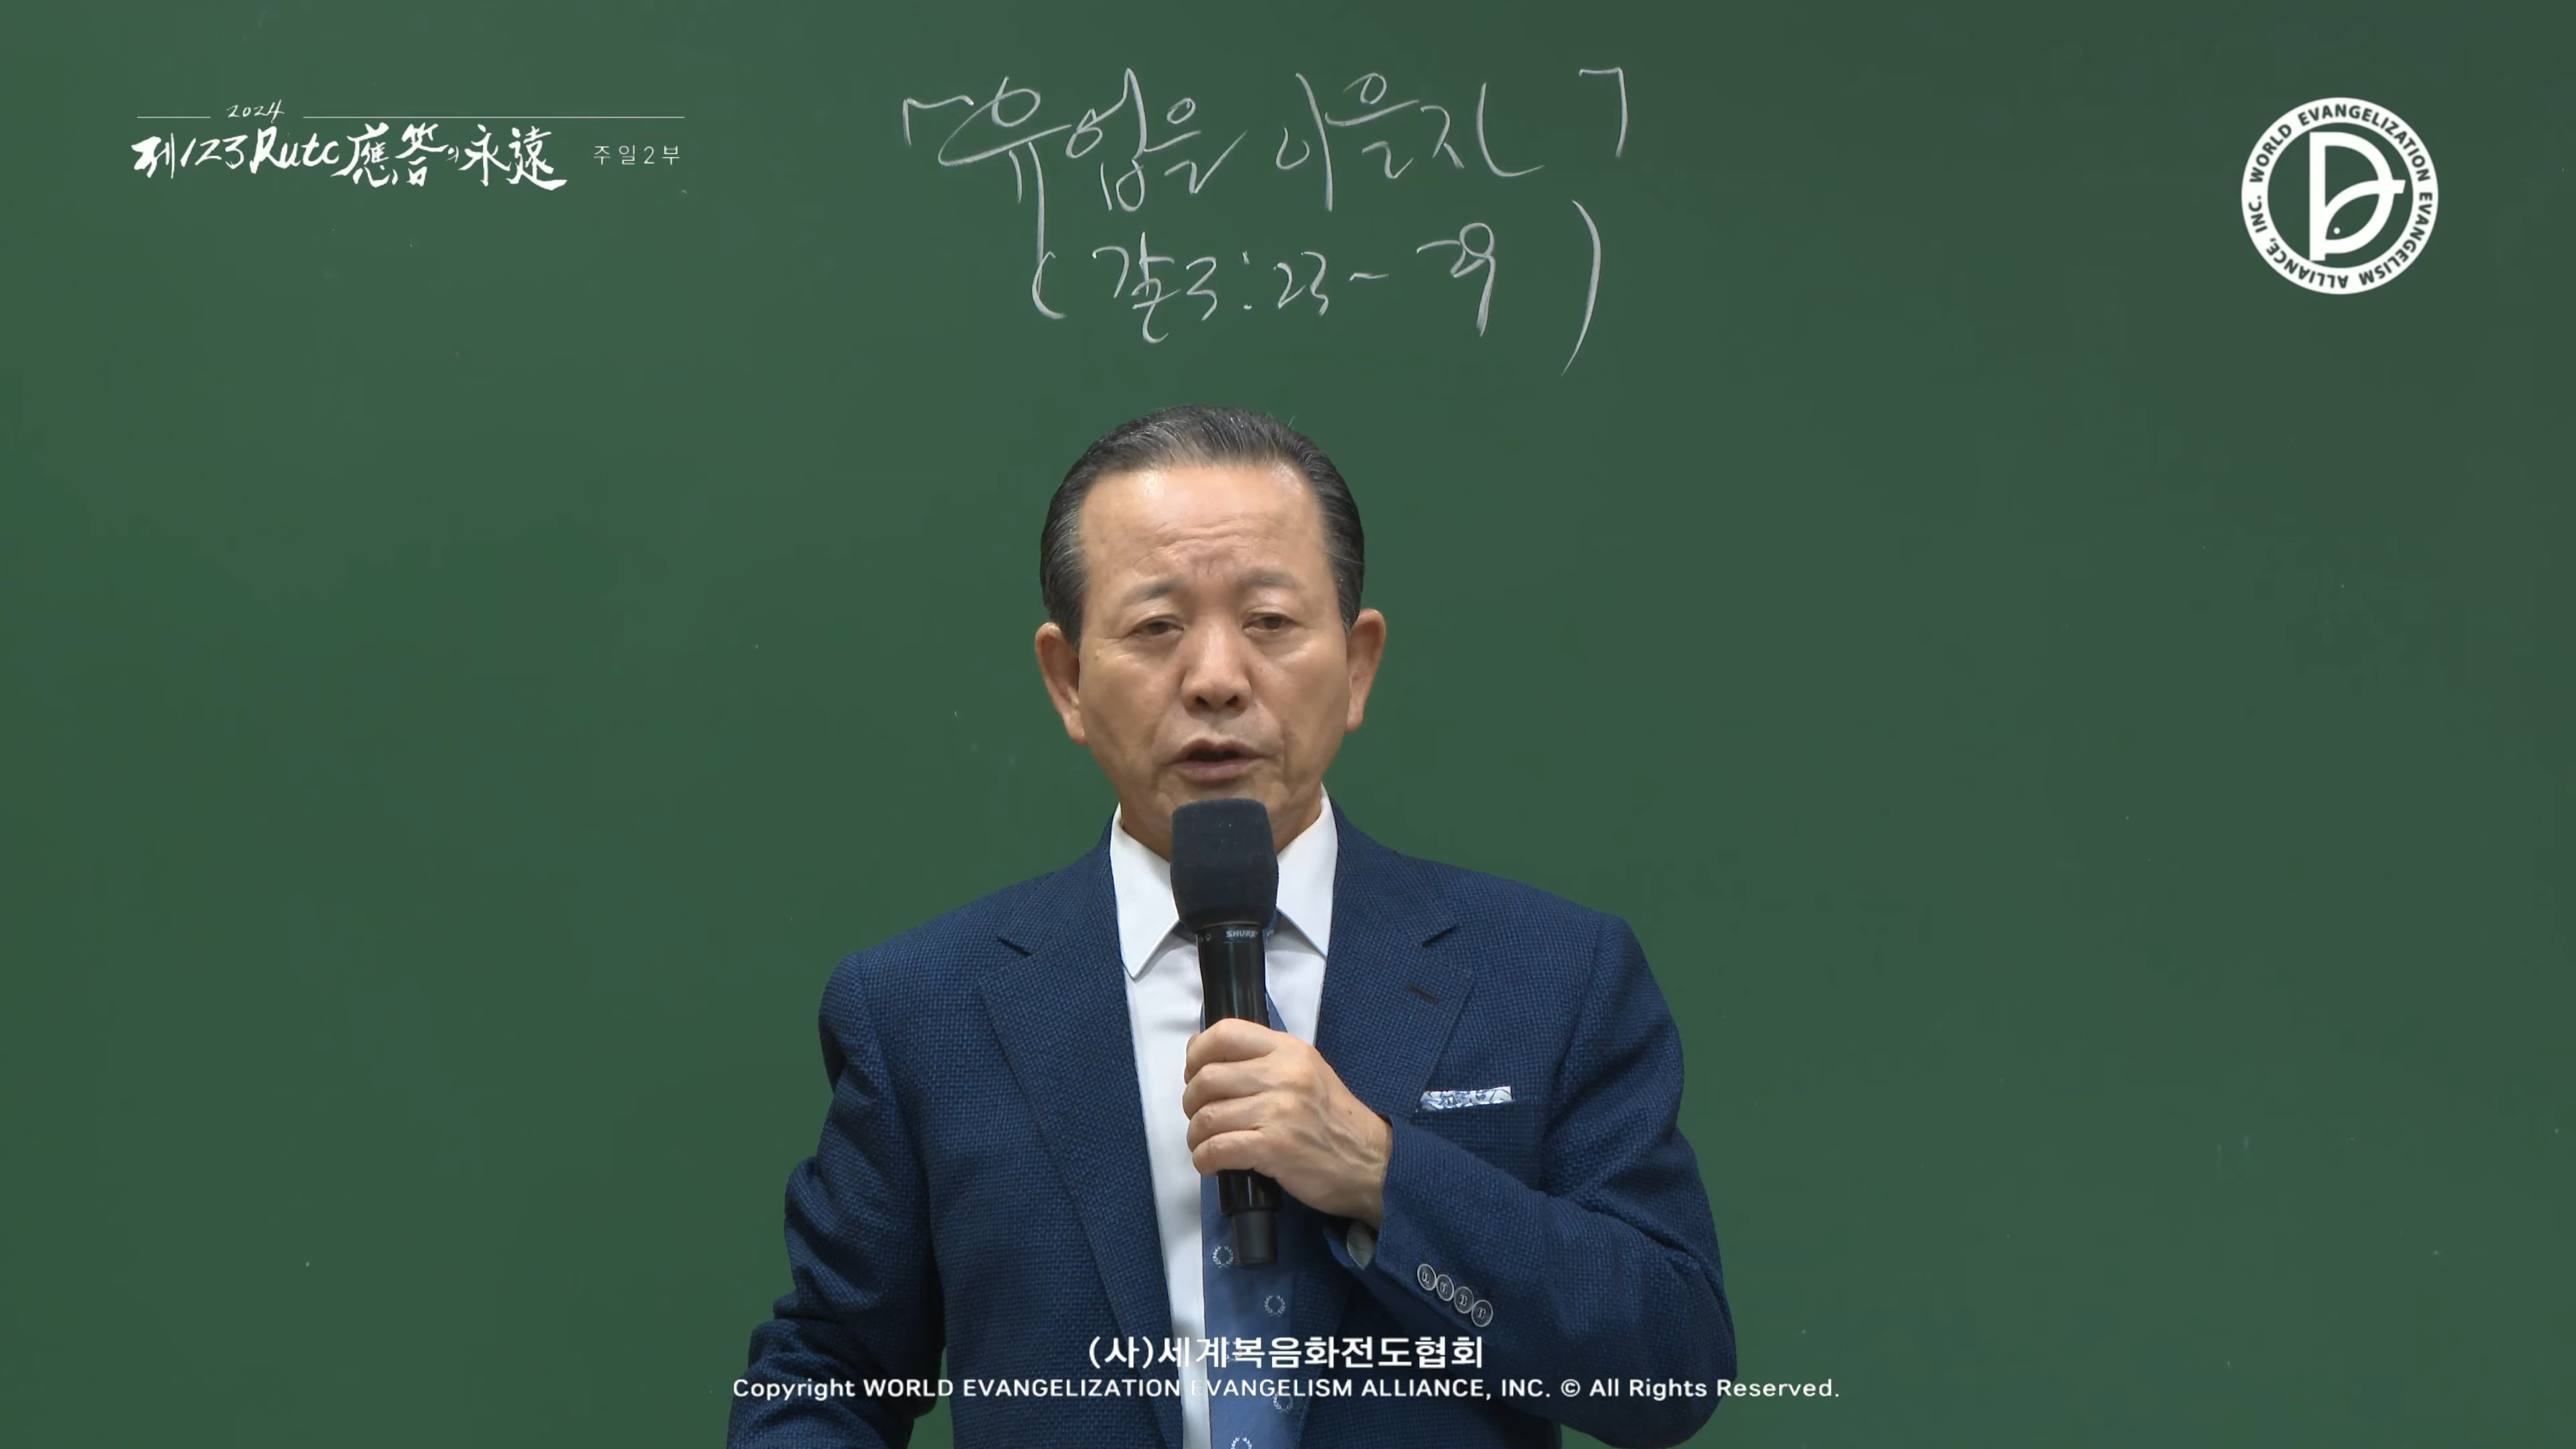 2024
제123 Rutc 應答의 永遠 주일2부
「유업을 이을자」
(갈3:23~29)
WORLD EVANGELIZATION EVANGELISM ALLIANCE, INC.
SHURE
(사)세계복음화전도협회
Copyright WORLD EVANGELIZATION EVANGELISM ALLIANCE, INC. © All Rights Reserved.